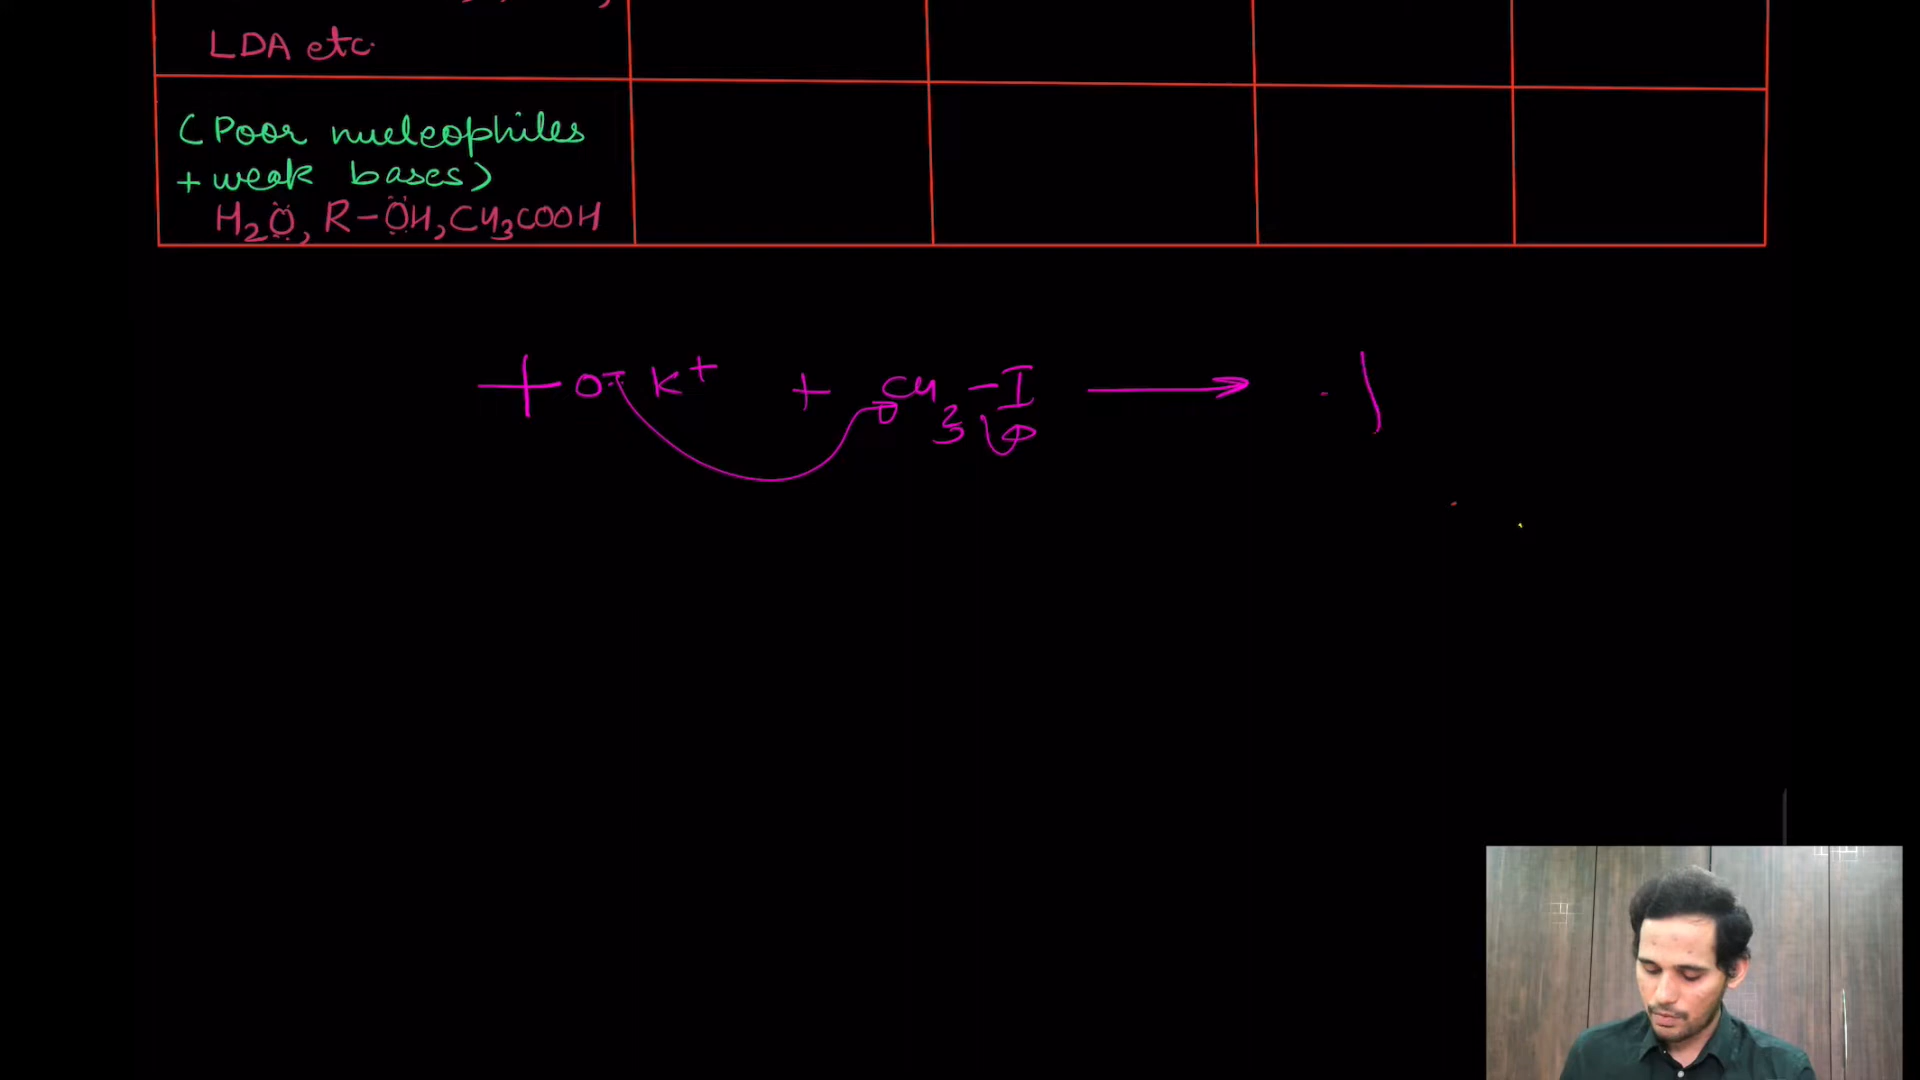 LDA etc.
(Poor nucleophiles
+ weak bases)
H₂Ö, R-ÖH, CH₃COOH
O⁻ K⁺ + CH₃-I ⟶